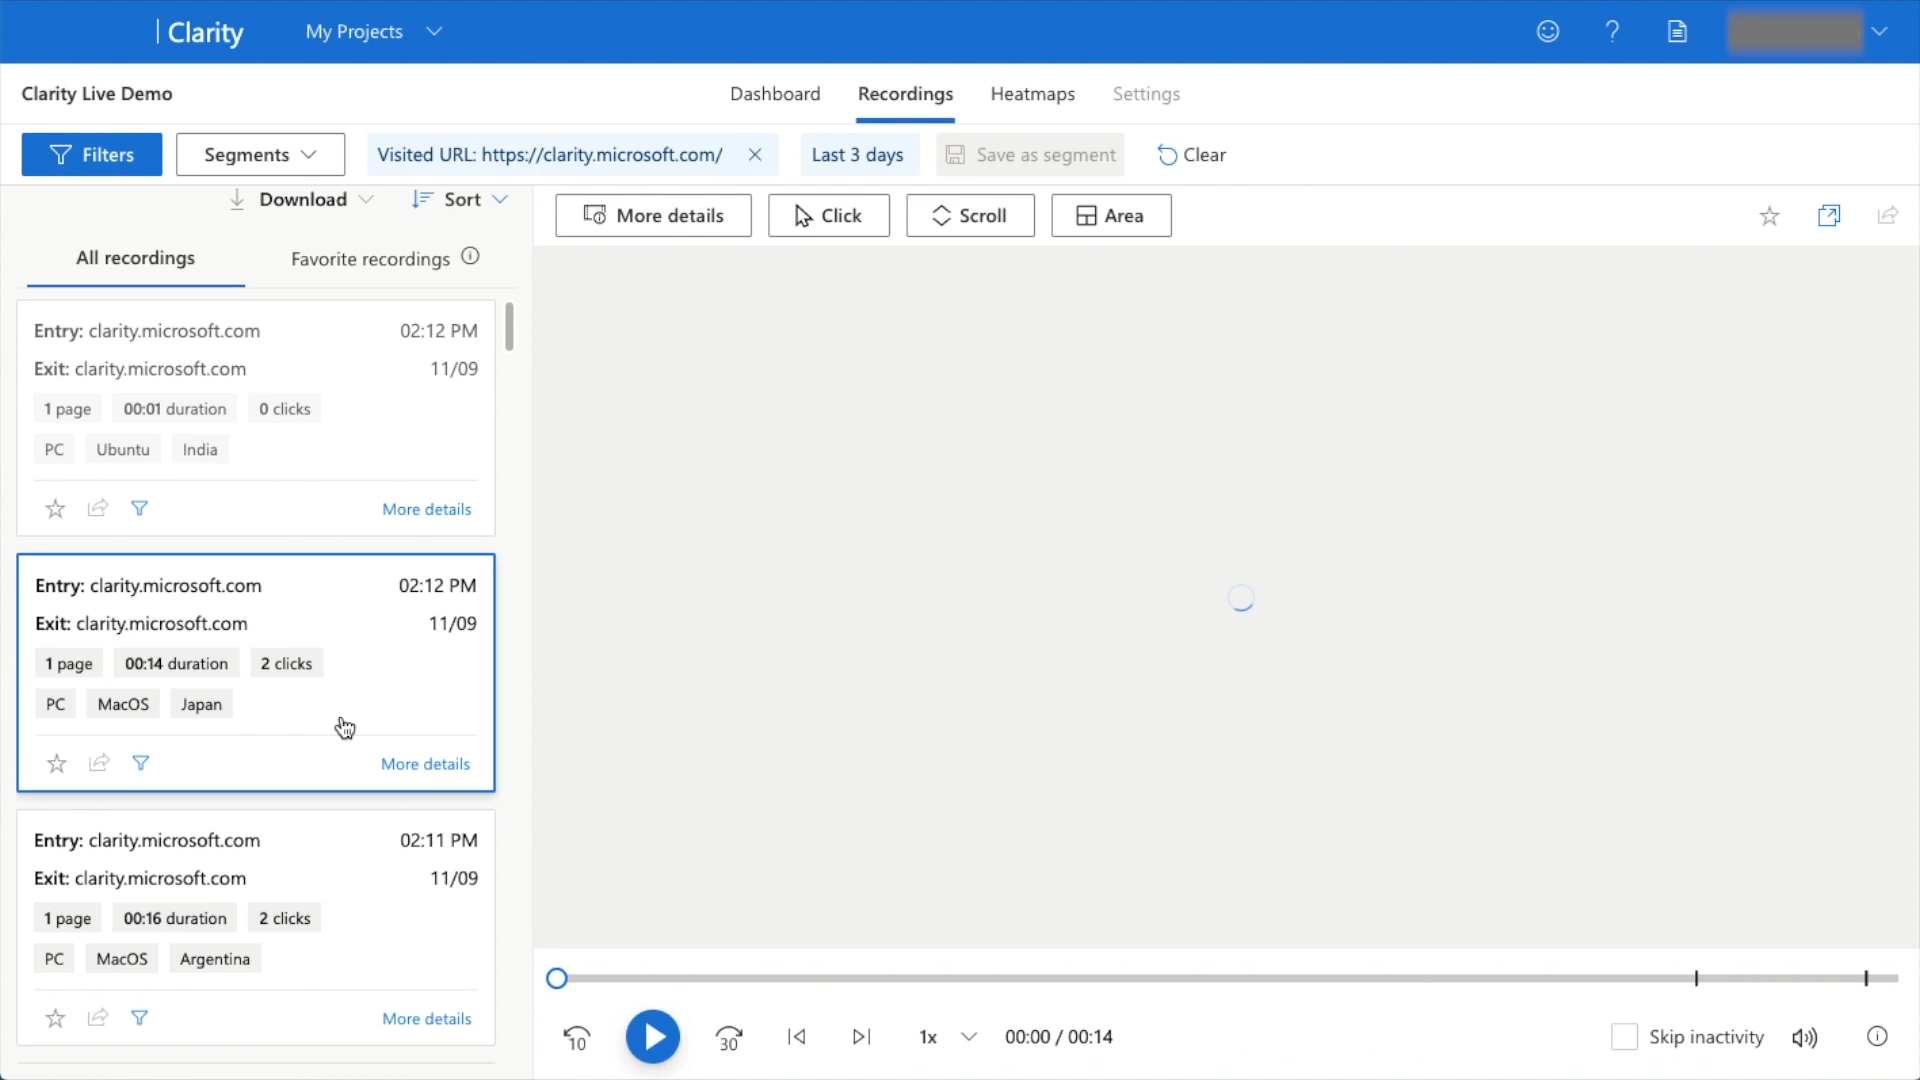 Clarity
My Projects
Clarity Live Demo
Dashboard
Recordings
Heatmaps
Settings
Filters
Segments
Visited URL: https://clarity.microsoft.com/
Last 3 days
Save as segment
Clear
Download
Sort
More details
Click
Scroll
Area
All recordings
Favorite recordings
Entry: clarity.microsoft.com 02:12 PM
Exit: clarity.microsoft.com 11/09
1 page 00:01 duration 0 clicks
PC Ubuntu India
More details
Entry: clarity.microsoft.com 02:12 PM
Exit: clarity.microsoft.com 11/09
1 page 00:14 duration 2 clicks
PC MacOS Japan
More details
Entry: clarity.microsoft.com 02:11 PM
Exit: clarity.microsoft.com 11/09
1 page 00:16 duration 2 clicks
PC MacOS Argentina
More details
10
30
1x
00:00 / 00:14
Skip inactivity